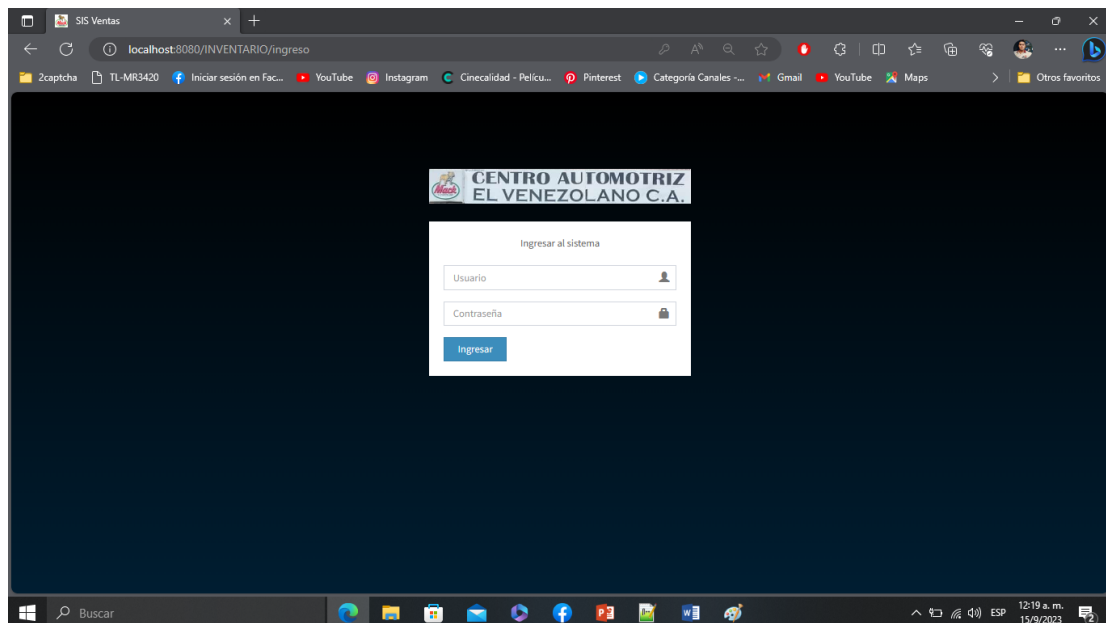 SIS Ventas
localhost:8080/INVENTARIO/ingreso
2captcha TL-MR3420 Iniciar sesión en Fac... YouTube Instagram Cinecalidad - Pelícu... Pinterest Categoría Canales -... Gmail YouTube Maps Otros favoritos
Mack CENTRO AUTOMOTRIZ
EL VENEZOLANO C.A.
Ingresar al sistema
Usuario
Contraseña
Ingresar
Buscar ESP 12:19 a. m.
15/9/2023 2